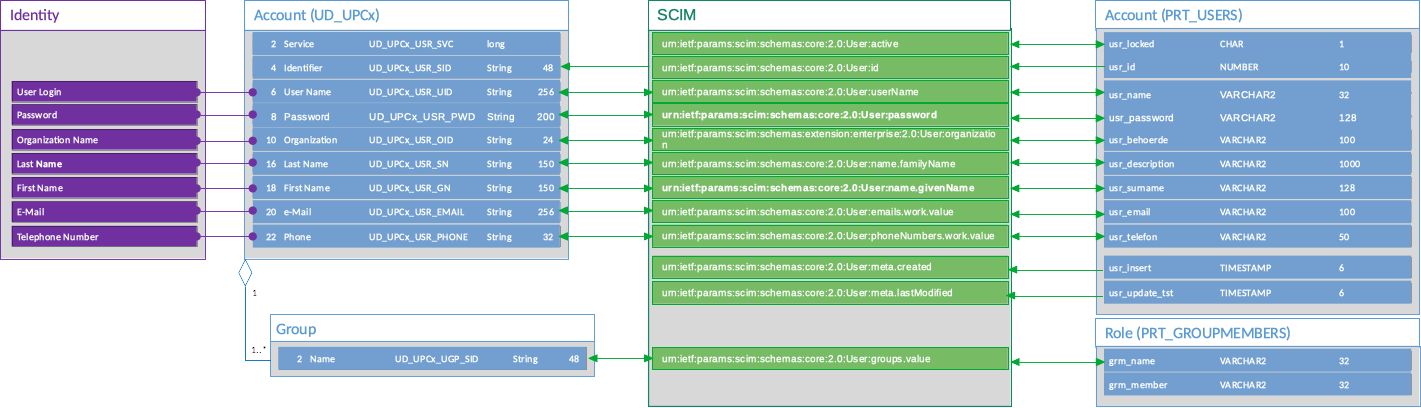 Identity
User Login
Password
Organization Name
Last Name
First Name
E-Mail
Telephone Number
Account (UD_UPCx)
2 Service UD_UPCx_USR_SVC long
4 Identifier UD_UPCx_USR_SID String 48
6 User Name UD_UPCx_USR_UID String 256
8 Password UD_UPCx_USR_PWD String 200
10 Organization UD_UPCx_USR_OID String 24
16 Last Name UD_UPCx_USR_SN String 150
18 First Name UD_UPCx_USR_GN String 150
20 e-Mail UD_UPCx_USR_EMAIL String 256
22 Phone UD_UPCx_USR_PHONE String 32
1
1..*
Group
2 Name UD_UPCx_UGP_SID String 48
SCIM
urn:ietf:params:scim:schemas:core:2.0:User:active
urn:ietf:params:scim:schemas:core:2.0:User:id
urn:ietf:params:scim:schemas:core:2.0:User:userName
urn:ietf:params:scim:schemas:core:2.0:User:password
urn:ietf:params:scim:schemas:extension:enterprise:2.0:User:organizatio
n
urn:ietf:params:scim:schemas:core:2.0:User:name.familyName
urn:ietf:params:scim:schemas:core:2.0:User:name.givenName
urn:ietf:params:scim:schemas:core:2.0:User:emails.work.value
urn:ietf:params:scim:schemas:core:2.0:User:phoneNumbers.work.value
urn:ietf:params:scim:schemas:core:2.0:User:meta.created
urn:ietf:params:scim:schemas:core:2.0:User:meta.lastModified
urn:ietf:params:scim:schemas:core:2.0:User:groups.value
Account (PRT_USERS)
usr_locked CHAR 1
usr_id NUMBER 10
usr_name VARCHAR2 32
usr_password VARCHAR2 128
usr_behoerde VARCHAR2 100
usr_description VARCHAR2 1000
usr_surname VARCHAR2 128
usr_email VARCHAR2 100
usr_telefon VARCHAR2 50
usr_insert TIMESTAMP 6
usr_update_tst TIMESTAMP 6
Role (PRT_GROUPMEMBERS)
grm_name VARCHAR2 32
grm_member VARCHAR2 32